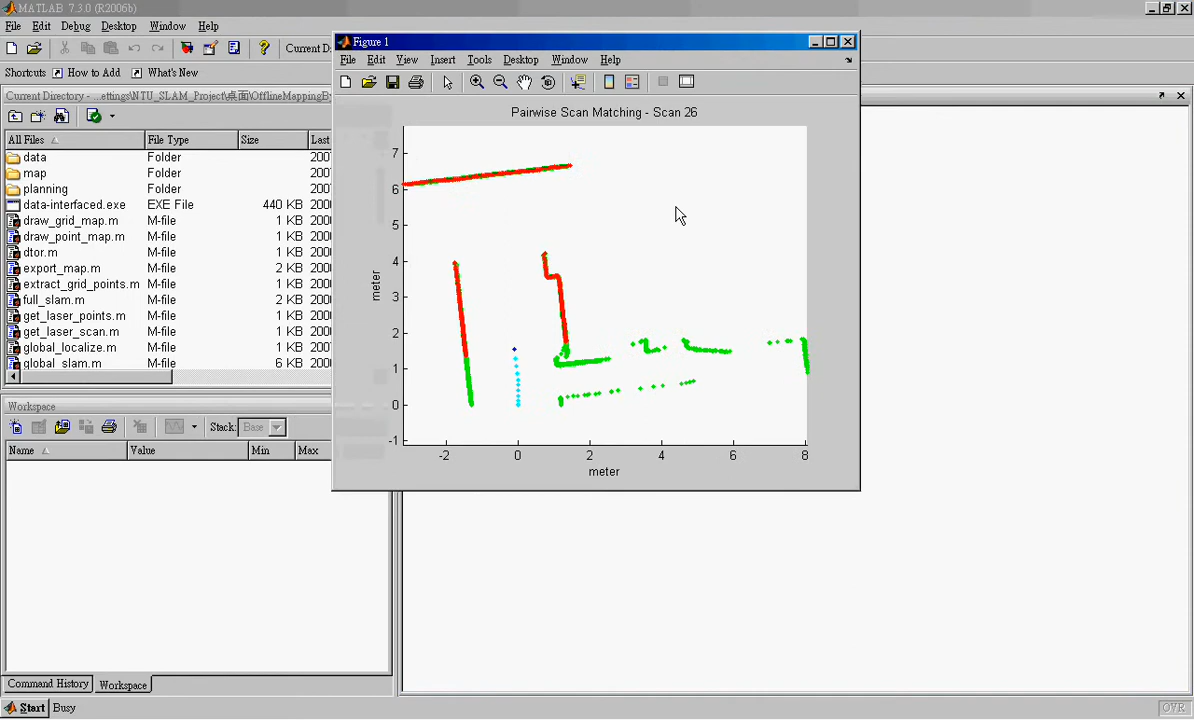 MATLAB 7.3.0 (R2006b)
File Edit Debug Desktop Window Help
Current D
Shortcuts How to Add What's New
Current Directory - ...ettings\NTU_SLAM_Project\桌面\OfflineMappingBy
All Files File Type Size Last
data Folder 200
map Folder 200
planning Folder 200
data-interfaced.exe EXE File 440 KB 200
draw_grid_map.m M-file 1 KB 200
draw_point_map.m M-file 1 KB 200
dtor.m M-file 1 KB 200
export_map.m M-file 2 KB 200
extract_grid_points.m M-file 1 KB 200
full_slam.m M-file 2 KB 200
get_laser_points.m M-file 1 KB 200
get_laser_scan.m M-file 1 KB 200
global_localize.m M-file 1 KB 200
global_slam.m M-file 6 KB 200
Workspace
Stack: Base
Name Value Min Max
Command History Workspace
Start Busy
OVR
Figure 1
File Edit View Insert Tools Desktop Window Help
Pairwise Scan Matching - Scan 26
7
6
5
4
3
2
1
0
-1
meter
-2 0 2 4 6 8
meter